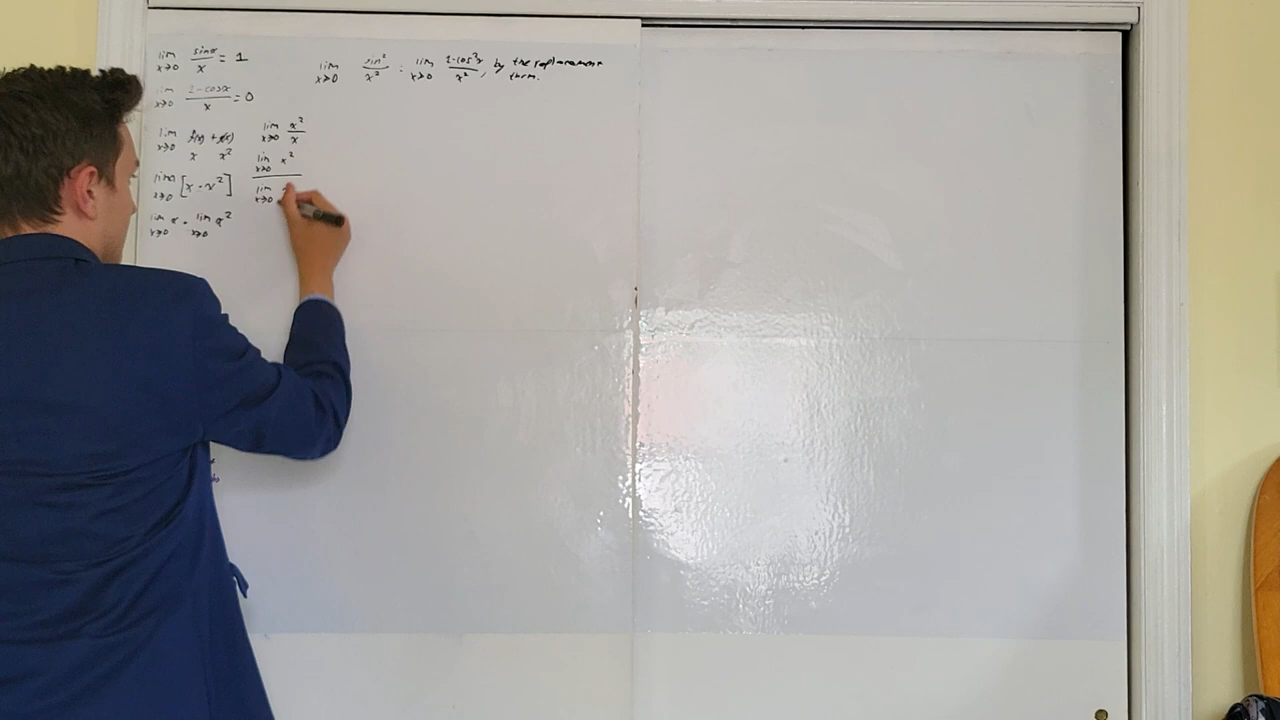 lim x→0 sinx/x = 1
lim x→0 1-cosx/x = 0
lim x→0 f(x) + g(x)
x x²
lim x→0 [x · x²]
lim x→0 x · lim x→0 x²
lim x→0 x²/x
lim x→0 x²
lim x→0
lim x→0 sin²/x² = lim x→0 1-cos²x/x², by the replacement
thrm.